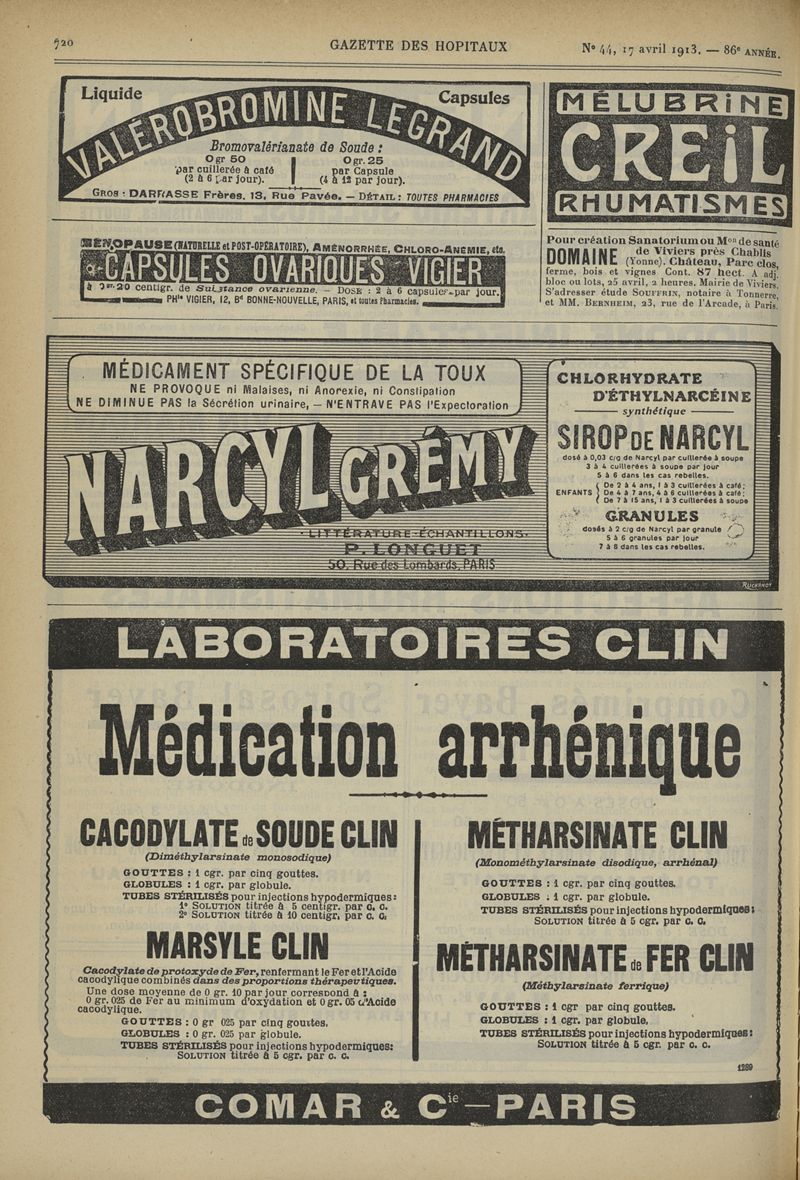 720
GAZETTE DES HOPITAUX
N° 44, 17 avril 1913. — 86e ANNÉE.
Liquide
Capsules
VALÉROBROMINE LEGRAND
Bromovalérianate de Soude :
0 gr 50
par cuillerée à café
(2 à 6 par jour).
0 gr. 25
par Capsule
(4 à 12 par jour).
GROS : DARRASSE Frères, 13, Rue Pavée. — DÉTAIL : TOUTES PHARMACIES
MÉLUBRINE
CREIL
RHUMATISMES
MÉNOPAUSE (NATURELLE et POST-OPÉRATOIRE), AMÉNORRHÉE, CHLORO-ANÉMIE, etc.
CAPSULES OVARIQUES VIGIER
à 20 centigr. de Substance ovarienne. — DOSE : 2 à 6 capsules par jour.
PHie VIGIER, 12, Bd BONNE-NOUVELLE, PARIS, et toutes Pharmacies.
Pour création Sanatorium ou Mon de santé
DOMAINE de Viviers près Chablis
(Yonne). Château, Parc clos,
ferme, bois et vignes Cont. 87 hect. A adj.
bloc ou lots, 25 avril, 2 heures. Mairie de Viviers.
S'adresser étude SOUFFRIN, notaire à Tonnerre,
et MM. BERNHEIM, 23, rue de l'Arcade, à Paris.
MÉDICAMENT SPÉCIFIQUE DE LA TOUX
NE PROVOQUE ni Malaises, ni Anorexie, ni Constipation
NE DIMINUE PAS la Sécrétion urinaire, — N'ENTRAVE PAS l'Expectoration
NARCYL GRÉMY
LITTÉRATURE-ÉCHANTILLONS
P. LONGUET
50, Rue des Lombards, PARIS
CHLORHYDRATE
D'ÉTHYLNARCÉINE
synthétique
SIROP DE NARCYL
dosé à 0,03 c/g de Narcyl par cuillerée à soupe
3 à 4 cuillerées à soupe par jour
5 à 6 dans les cas rebelles.
ENFANTS { De 2 à 4 ans, 1 à 3 cuillerées à café;
De 4 à 7 ans, 4 à 6 cuillerées à café;
De 7 à 15 ans, 1 à 3 cuillerées à soupe
GRANULES
dosés à 2 c/g de Narcyl par granule
5 à 6 granules par jour
7 à 8 dans les cas rebelles.
RUCKERT
LABORATOIRES CLIN
Médication arrhénique
CACODYLATE de SOUDE CLIN
(Diméthylarsinate monosodique)
GOUTTES : 1 cgr. par cinq gouttes.
GLOBULES : 1 cgr. par globule.
TUBES STÉRILISÉS pour injections hypodermiques :
1° SOLUTION titrée à 5 centigr. par c. c.
2° SOLUTION titrée à 10 centigr. par c. c.
MARSYLE CLIN
Cacodylate de protoxyde de Fer, renfermant le Fer et l'Acide
cacodylique combinés dans des proportions thérapeutiques.
Une dose moyenne de 0 gr. 10 par jour correspond à :
0 gr. 025 de Fer au minimum d'oxydation et 0 gr. 05 d'Acide
cacodylique.
GOUTTES : 0 gr 025 par cinq gouttes.
GLOBULES : 0 gr. 025 par globule.
TUBES STÉRILISÉS pour injections hypodermiques:
SOLUTION titrée à 5 cgr. par c. c.
MÉTHARSINATE CLIN
(Monométhylarsinate disodique, arrhénal)
GOUTTES : 1 cgr. par cinq gouttes.
GLOBULES : 1 cgr. par globule.
TUBES STÉRILISÉS pour injections hypodermiques :
SOLUTION titrée à 5 cgr. par c. c.
MÉTHARSINATE de FER CLIN
(Méthylarsinate ferrique)
GOUTTES : 1 cgr par cinq gouttes.
GLOBULES : 1 cgr. par globule.
TUBES STÉRILISÉS pour injections hypodermiques :
SOLUTION titrée à 5 cgr. par c. c.
1289
COMAR & Cie — PARIS